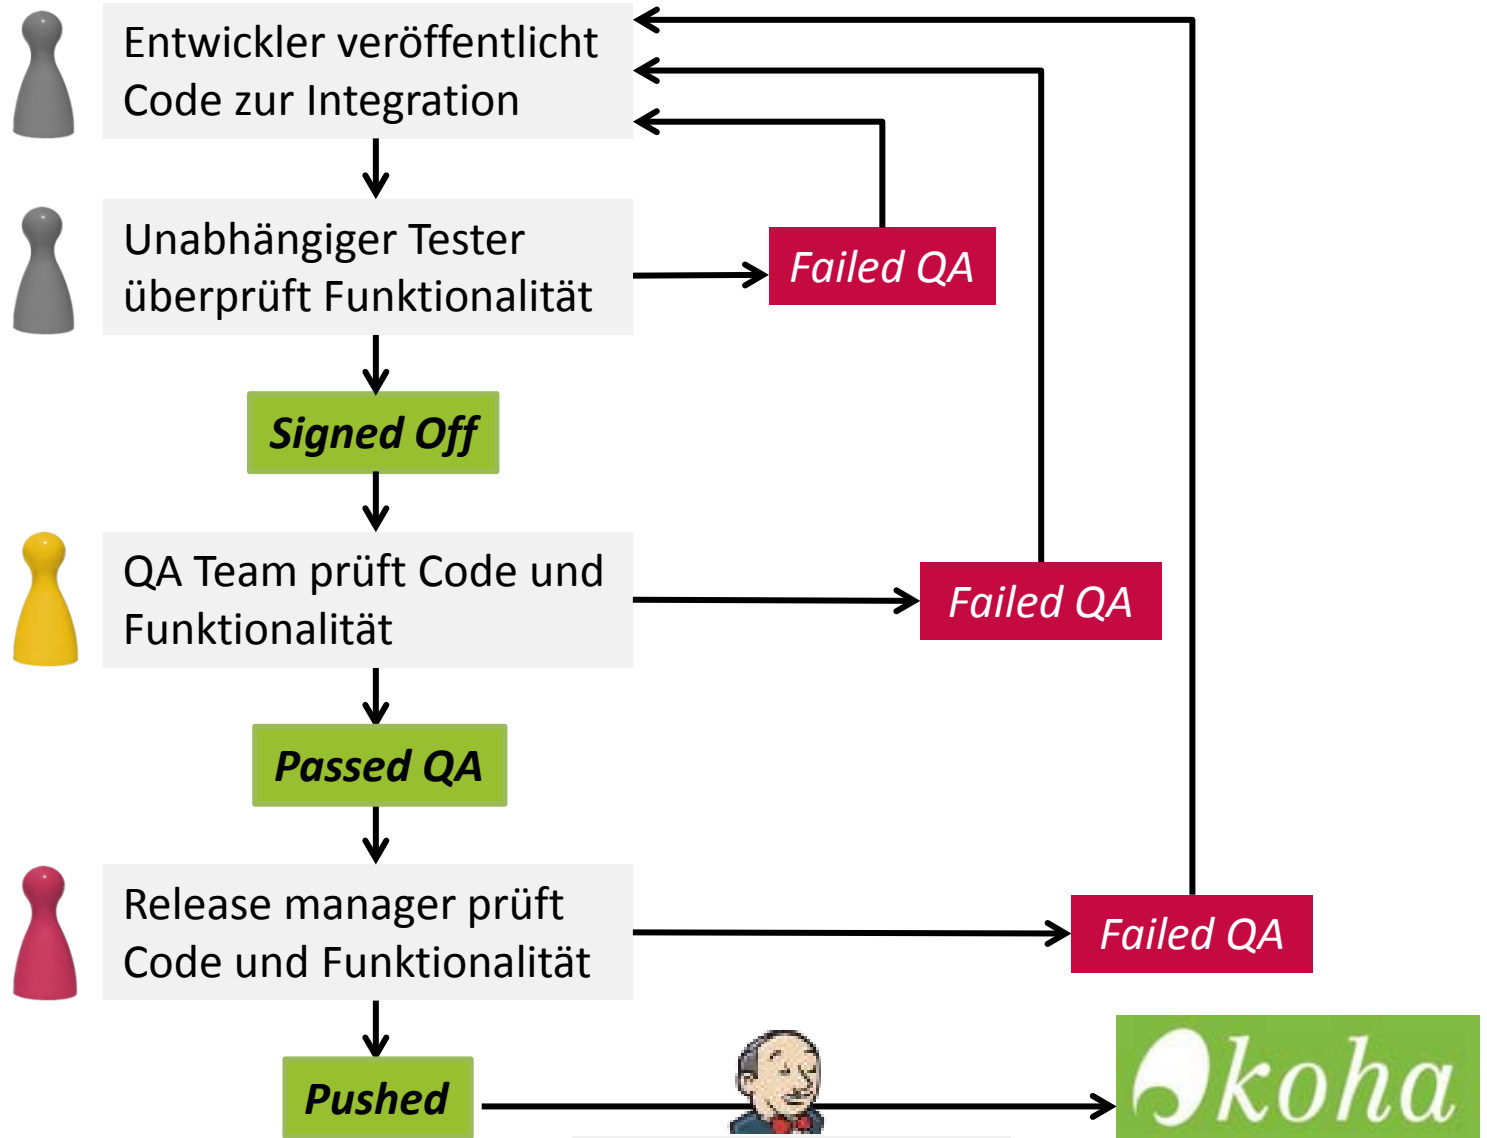 Entwickler veröffentlicht
Code zur Integration
Unabhängiger Tester
überprüft Funktionalität
Failed QA
Signed Off
QA Team prüft Code und
Funktionalität
Failed QA
Passed QA
Release manager prüft
Code und Funktionalität
Failed QA
Pushed
koha